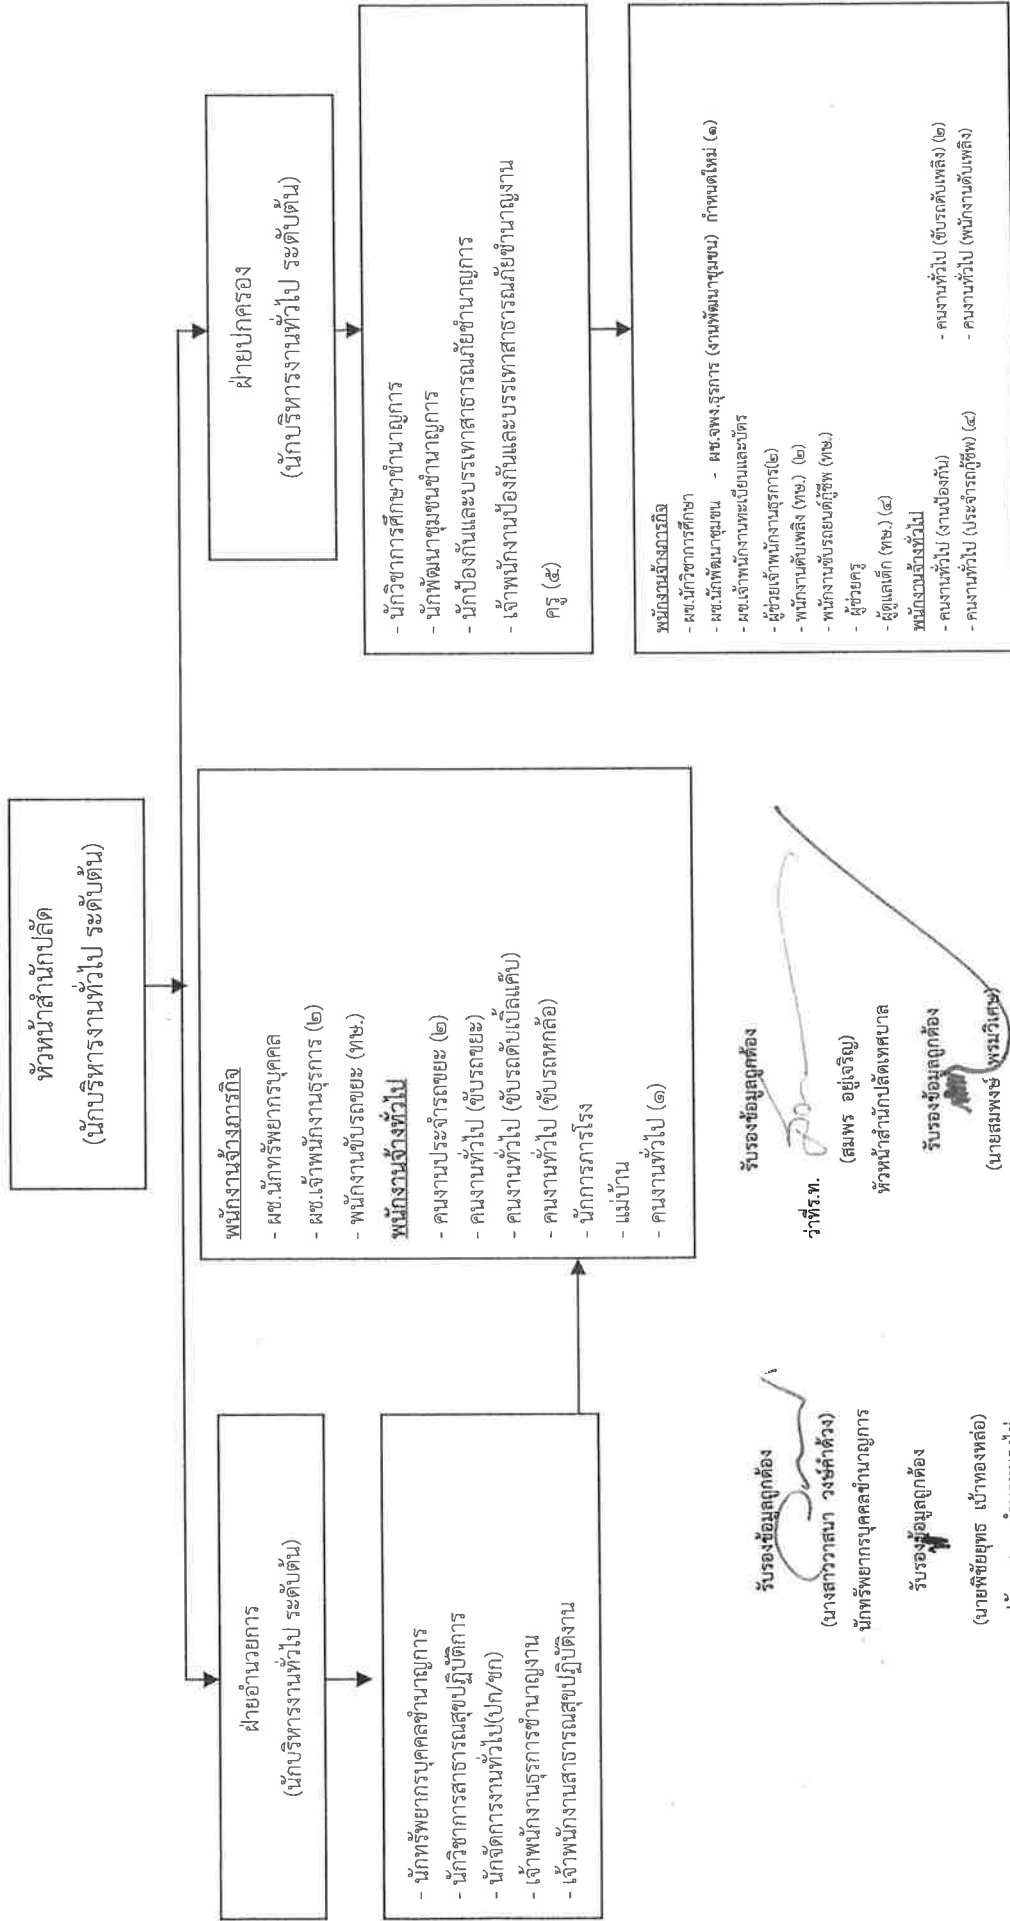 หัวหน้าสำนักปลัด
(นักบริหารงานทั่วไป ระดับต้น)
ฝ่ายอำนวยการ
(นักบริหารงานทั่วไป ระดับต้น)
- นักทรัพยากรบุคคลชำนาญการ
- นักวิชาการสาธารณสุขปฏิบัติการ
- นักจัดการงานทั่วไป(ปก/ชก)
- เจ้าพนักงานธุรการชำนาญงาน
- เจ้าพนักงานสาธารณสุขปฏิบัติงาน
พนักงานจ้างภารกิจ
- ผช.นักทรัพยากรบุคคล
- ผช.เจ้าพนักงานธุรการ (๒)
- พนักงานขับรถขยะ (ทษ.)
พนักงานจ้างทั่วไป
- คนงานประจำรถขยะ (๒)
- คนงานทั่วไป (ขับรถขยะ)
- คนงานทั่วไป (ขับรถดับเบิ้ลแค๊บ)
- คนงานทั่วไป (ขับรถหกล้อ)
- นักการภารโรง
- แม่บ้าน
- คนงานทั่วไป (๑)
ฝ่ายปกครอง
(นักบริหารงานทั่วไป ระดับต้น)
- นักวิชาการศึกษาชำนาญการ
- นักพัฒนาชุมชนชำนาญการ
- นักป้องกันและบรรเทาสาธารณภัยชำนาญการ
- เจ้าพนักงานป้องกันและบรรเทาสาธารณภัยชำนาญงาน
ครู (๕)
พนักงานจ้างภารกิจ
- ผช.นักวิชาการศึกษา
- ผช.นักพัฒนาชุมชน - ผช.จพง.ธุรการ (งานพัฒนาชุมชน) กำหนดใหม่ (๑)
- ผช.เจ้าพนักงานทะเบียนและบัตร
- ผู้ช่วยเจ้าพนักงานธุรการ(๒)
- พนักงานดับเพลิง (ทษ.) (๒)
- พนักงานขับรถยนต์กู้ชีพ (ทษ.)
- ผู้ช่วยครู
- ผู้ดูแลเด็ก (ทษ.) (๔)
พนักงานจ้างทั่วไป
- คนงานทั่วไป (งานป้องกัน) - คนงานทั่วไป (ขับรถดับเพลิง) (๒)
- คนงานทั่วไป (ประจำรถกู้ชีพ) (๔) - คนงานทั่วไป (พนักงานดับเพลิง)
รับรองข้อมูลถูกต้อง
(นางสาววาสนา วงษ์คำด้วง)
นักทรัพยากรบุคคลชำนาญการ
รับรองข้อมูลถูกต้อง
(นายพิชัยยุทธ เบ้าทองหล่อ)
รับรองข้อมูลถูกต้อง
ว่าที่ร.ท.
(สมพร อยู่เจริญ)
หัวหน้าสำนักปลัดเทศบาล
รับรองข้อมูลถูกต้อง
(นายสมพงษ์ พรมวิเศษ)